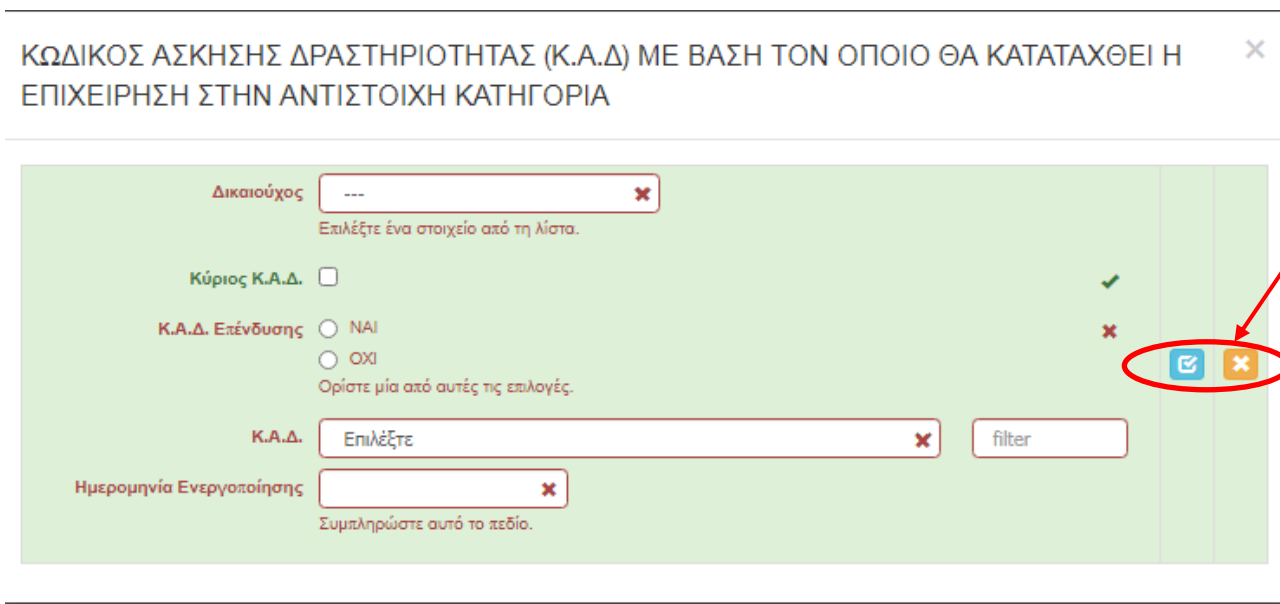 ΚΩΔΙΚΟΣ ΑΣΚΗΣΗΣ ΔΡΑΣΤΗΡΙΟΤΗΤΑΣ (Κ.Α.Δ) ΜΕ ΒΑΣΗ ΤΟΝ ΟΠΟΙΟ ΘΑ ΚΑΤΑΤΑΧΘΕΙ Η
ΕΠΙΧΕΙΡΗΣΗ ΣΤΗΝ ΑΝΤΙΣΤΟΙΧΗ ΚΑΤΗΓΟΡΙΑ
Δικαιούχος ---
Επιλέξτε ένα στοιχείο από τη λίστα.
Κύριος Κ.Α.Δ.
Κ.Α.Δ. Επένδυσης ΝΑΙ
ΟΧΙ
Ορίστε μία από αυτές τις επιλογές.
Κ.Α.Δ. Επιλέξτε filter
Ημερομηνία Ενεργοποίησης
Συμπληρώστε αυτό το πεδίο.